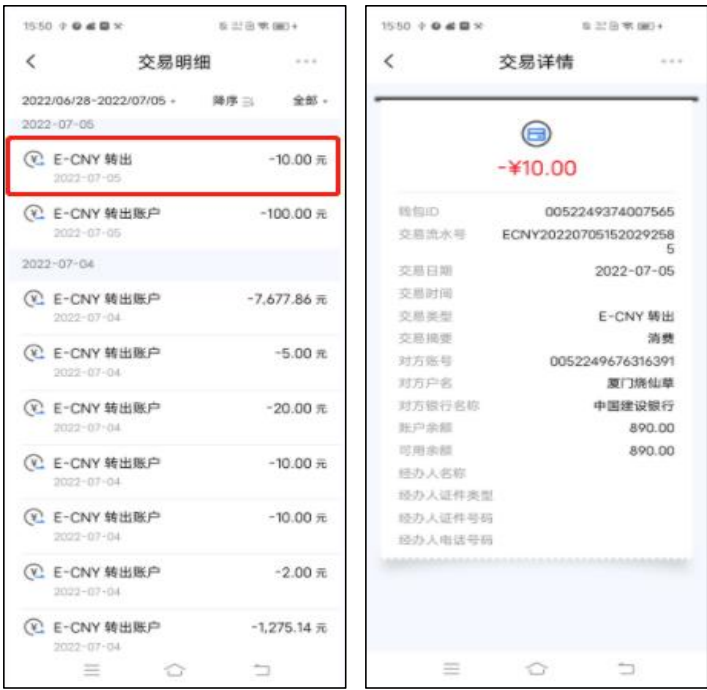 15:50
交易明细
2022/06/28-2022/07/05
降序
全部
2022-07-05
E-CNY 转出
-10.00 元
2022-07-05
E-CNY 转出账户
-100.00 元
2022-07-05
2022-07-04
E-CNY 转出账户
-7,677.86 元
2022-07-04
E-CNY 转出账户
-5.00 元
2022-07-04
E-CNY 转出账户
-20.00 元
2022-07-04
E-CNY 转出账户
-10.00 元
2022-07-04
E-CNY 转出账户
-10.00 元
2022-07-04
E-CNY 转出账户
-2.00 元
2022-07-04
E-CNY 转出账户
-1,275.14 元
2022-07-04
15:50
交易详情
-¥10.00
钱包ID 0052249374007565
交易流水号 ECNY20220705152029258
5
交易日期 2022-07-05
交易时间
交易类型 E-CNY 转出
交易摘要 消费
对方账号 0052249676316391
对方户名 厦门烧仙草
对方银行名称 中国建设银行
账户余额 890.00
可用余额 890.00
经办人名称
经办人证件类型
经办人证件号码
经办人电话号码